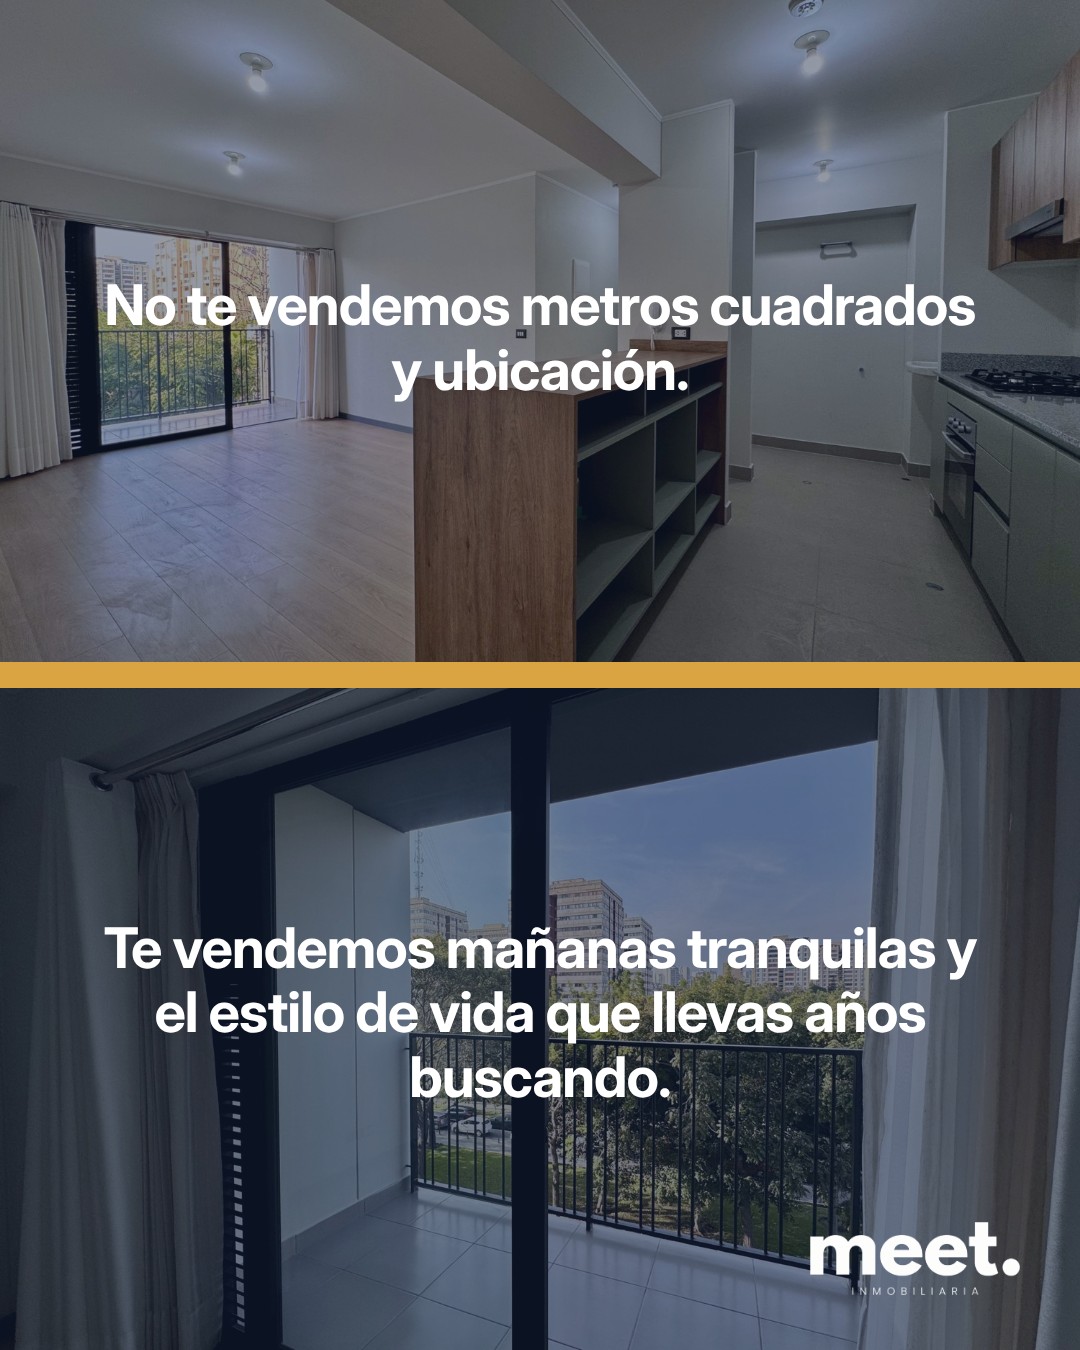 No te vendemos metros cuadrados
y ubicación.
Te vendemos mañanas tranquilas y
el estilo de vida que llevas años
buscando.
meet.
INMOBILIARIA